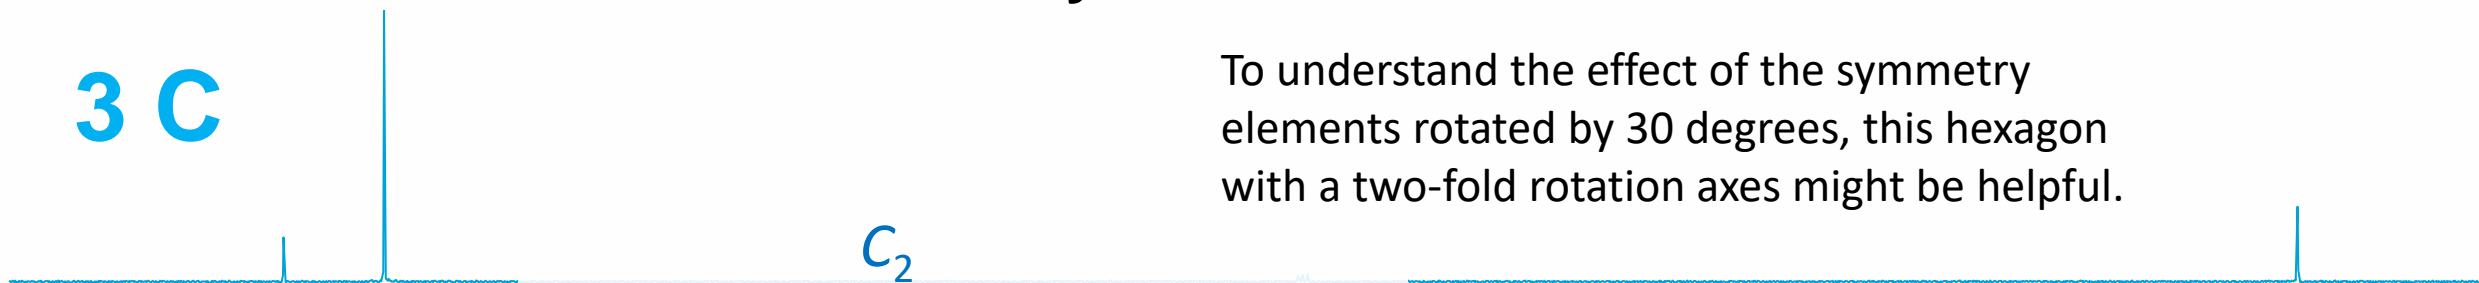 3 C
To understand the effect of the symmetry
elements rotated by 30 degrees, this hexagon
with a two-fold rotation axes might be helpful.
C₂